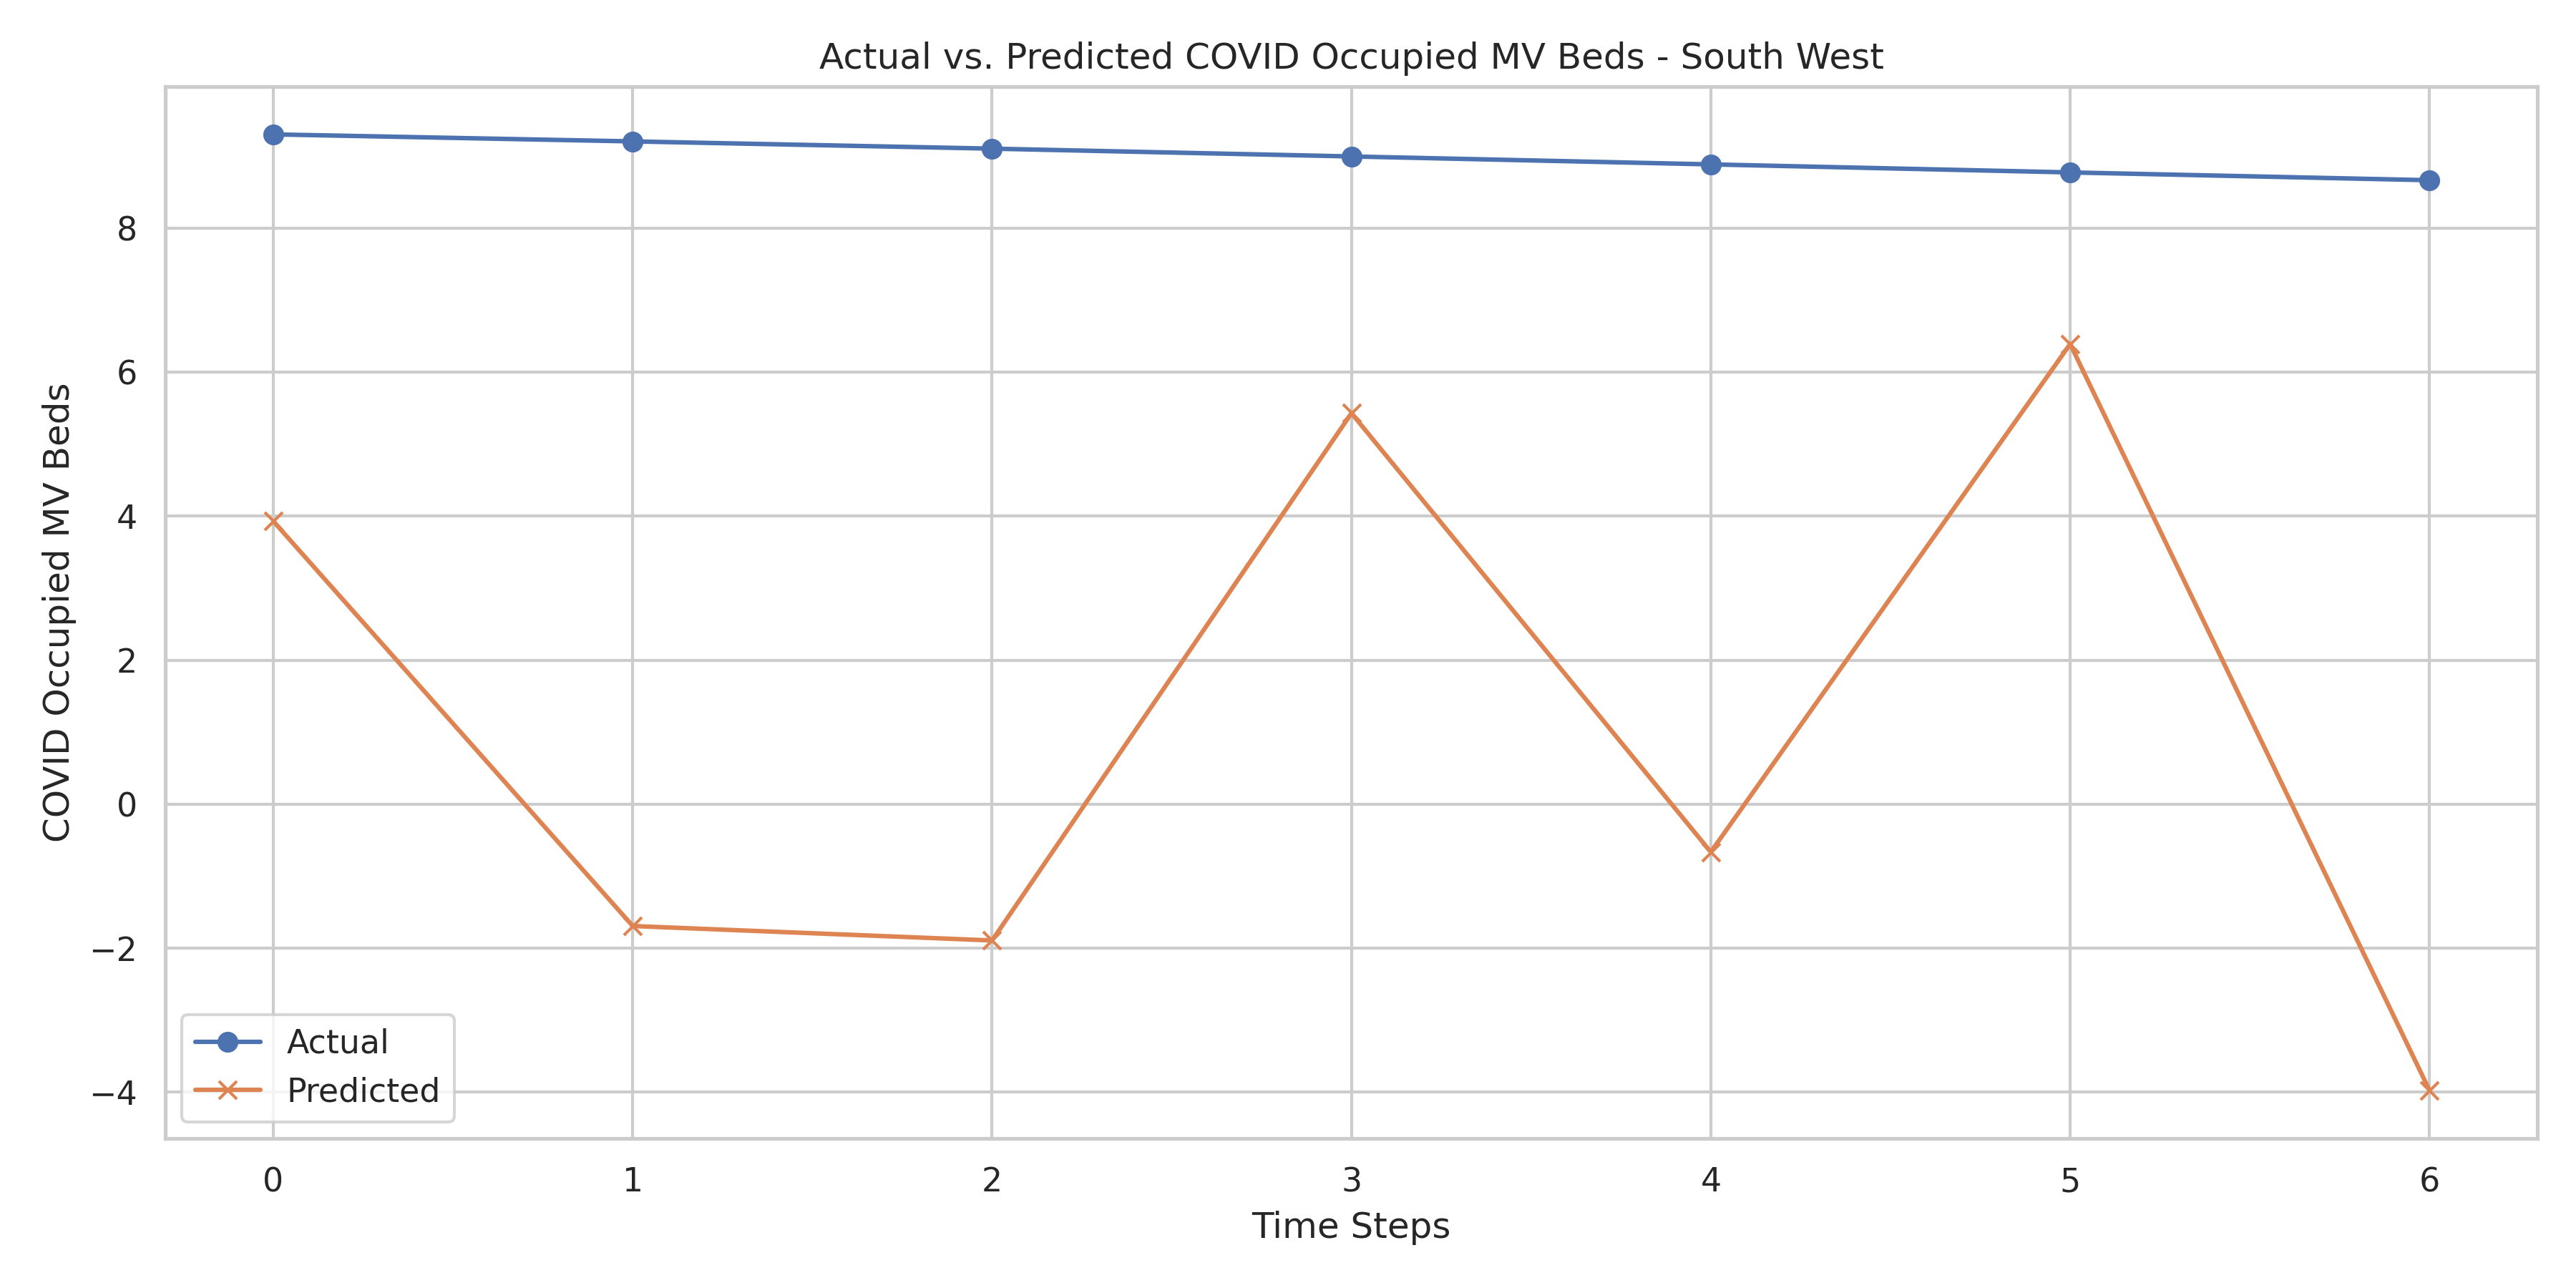 Actual vs. Predicted COVID Occupied MV Beds - South West
COVID Occupied MV Beds
8
6
4
2
0
−2
−4
Actual
Predicted
0 1 2 3 4 5 6
Time Steps